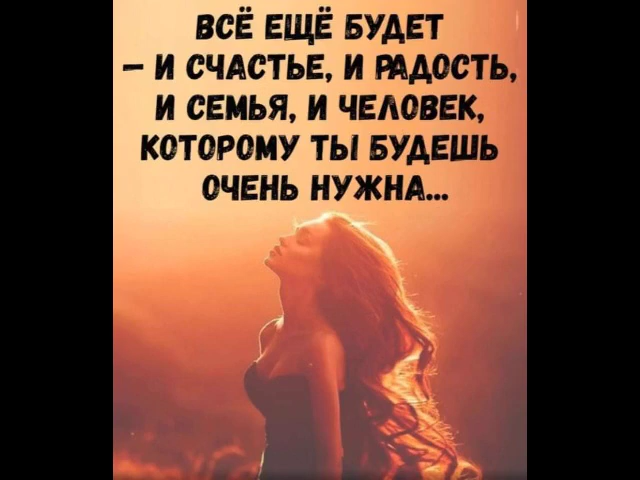 ВСЁ ЕЩЁ БУДЕТ
– И СЧАСТЬЕ, И РАДОСТЬ,
И СЕМЬЯ, И ЧЕЛОВЕК,
КОТОРОМУ ТЫ БУДЕШЬ
ОЧЕНЬ НУЖНА...